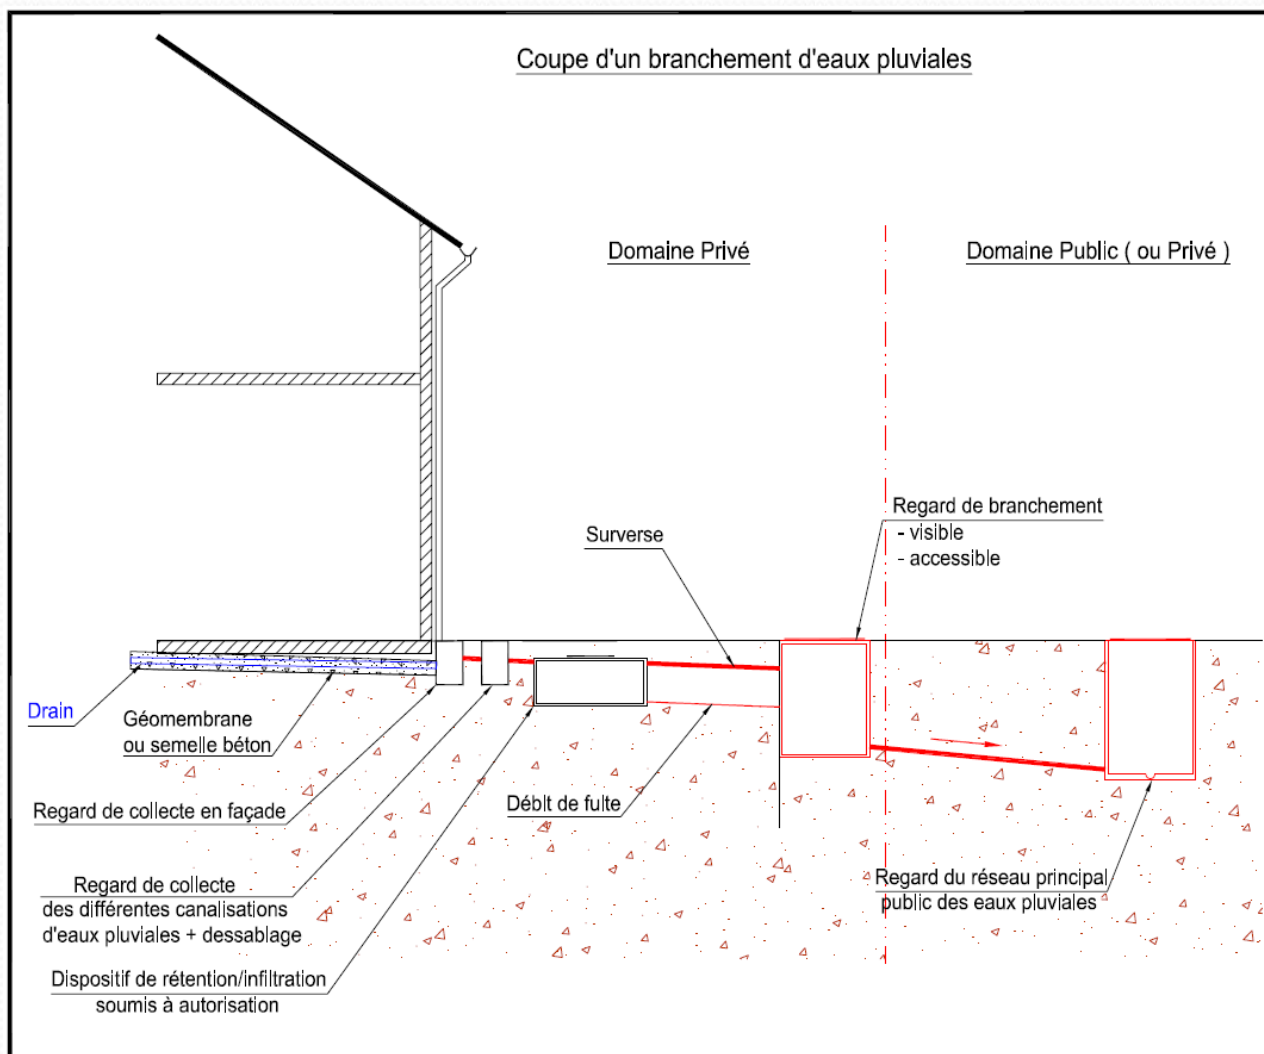 Coupe d'un branchement d'eaux pluviales
Domaine Privé
Domaine Public ( ou Privé )
Regard de branchement
- visible
- accessible
Surverse
Drain
Géomembrane
ou semelle béton
Regard de collecte en façade
Débit de fuite
Regard de collecte
des différentes canalisations
d'eaux pluviales + dessablage
Regard du réseau principal
public des eaux pluviales
Dispositif de rétention/infiltration
soumis à autorisation